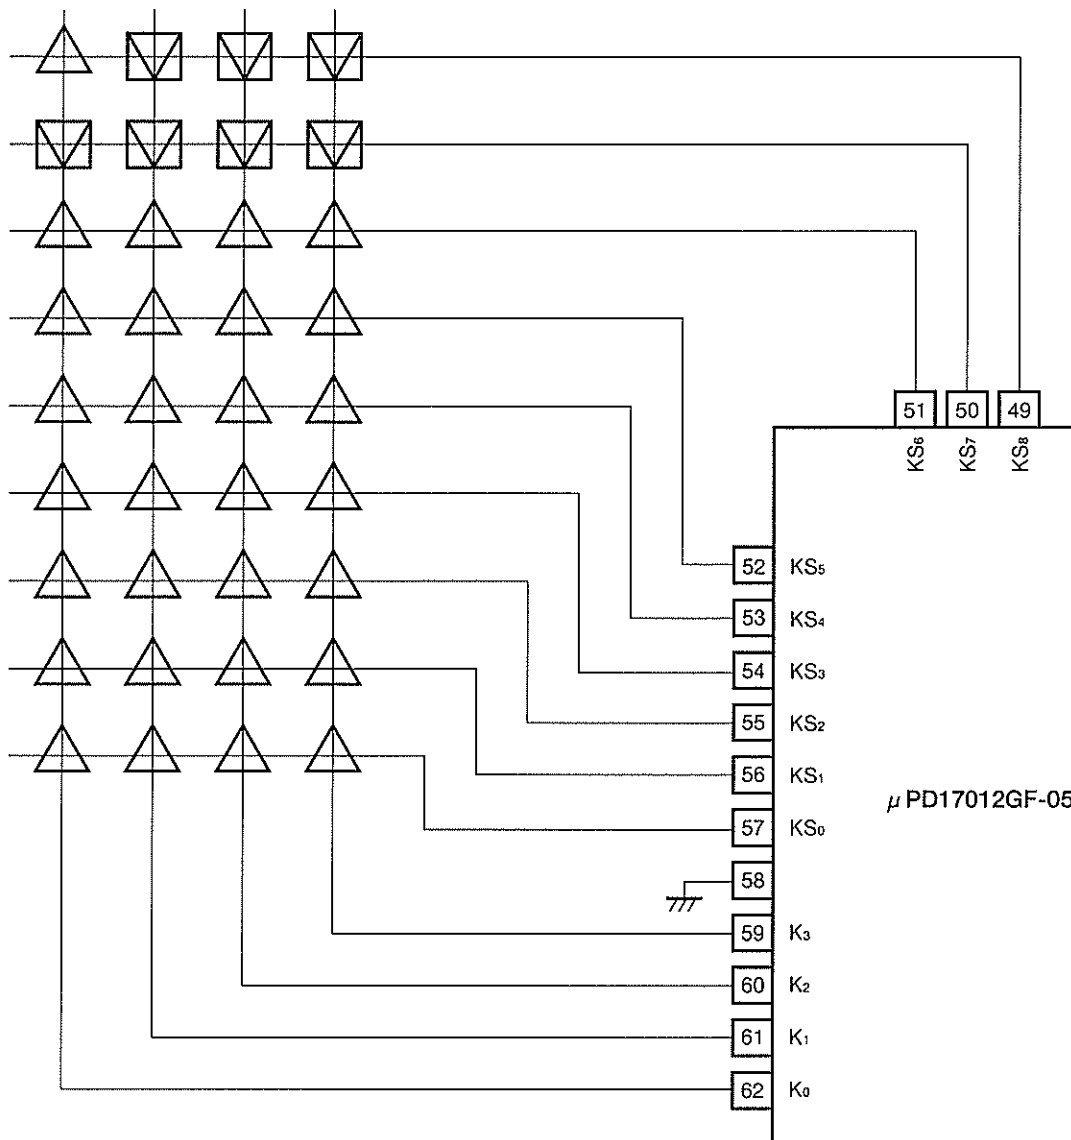 51 50 49
KS₆ KS₇ KS₈
52 KS₅
53 KS₄
54 KS₃
55 KS₂
56 KS₁
μPD17012GF-05
57 KS₀
58
59 K₃
60 K₂
61 K₁
62 K₀